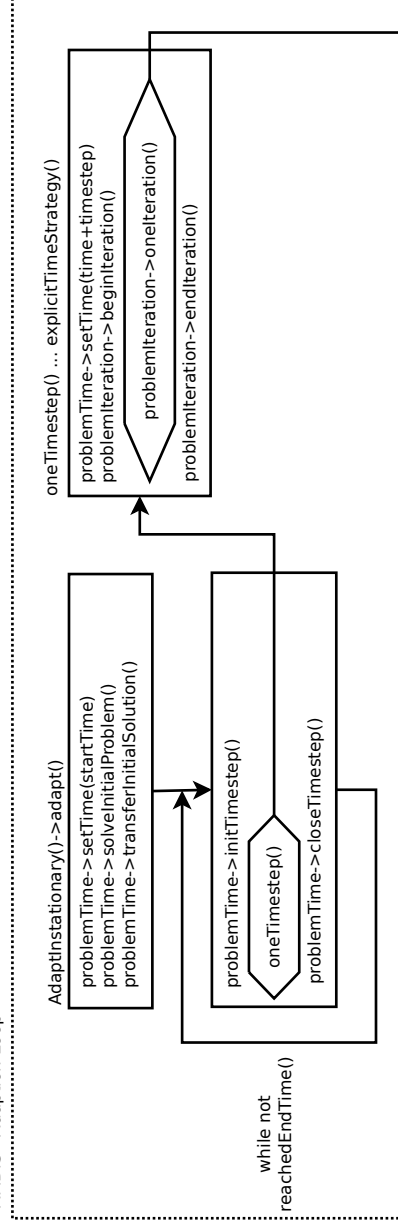 AdaptInstationary()->adapt()
problemTime->setTime(startTime)
problemTime->solveInitialProblem()
problemTime->transferInitialSolution()
while not
reachedEndTime()
problemTime->initTimestep()
oneTimestep()
problemTime->closeTimestep()
oneTimestep() ... explicitTimeStrategy()
problemTime->setTime(time+timestep)
problemIteration->beginIteration()
problemIteration->oneIteration()
problemIteration->endIteration()